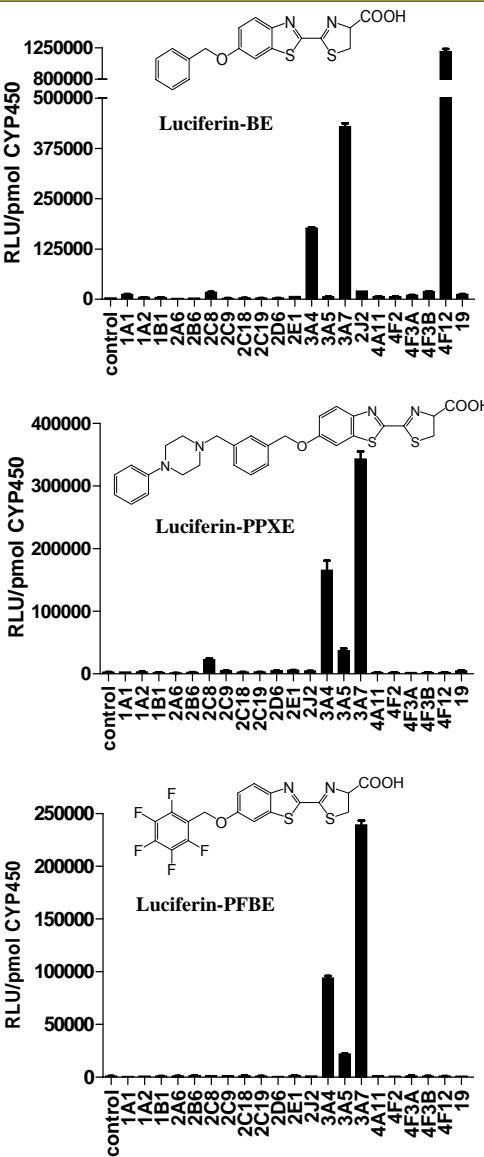 COOH
N
N
S
S
O
Luciferin-BE
RLU/pmol CYP450
1250000
800000
500000
375000
250000
125000
0
control
1A1
1A2
1B1
2A6
2B6
2C8
2C9
2C18
2C19
2D6
2E1
3A4
3A5
3A7
2J2
4A11
4F2
4F3A
4F3B
4F12
19
COOH
N
N
S
S
O
N
N
Luciferin-PPXE
RLU/pmol CYP450
400000
300000
200000
100000
0
control
1A1
1A2
1B1
2A6
2B6
2C8
2C9
2C18
2C19
2D6
2E1
2J2
3A4
3A5
3A7
4A11
4F2
4F3A
4F3B
4F12
19
COOH
N
N
S
S
O
F
F
F
F
F
Luciferin-PFBE
RLU/pmol CYP450
250000
200000
150000
100000
50000
0
control
1A1
1A2
1B1
2A6
2B6
2C8
2C9
2C18
2C19
2D6
2E1
2J2
3A4
3A5
3A7
4A11
4F2
4F3A
4F3B
4F12
19